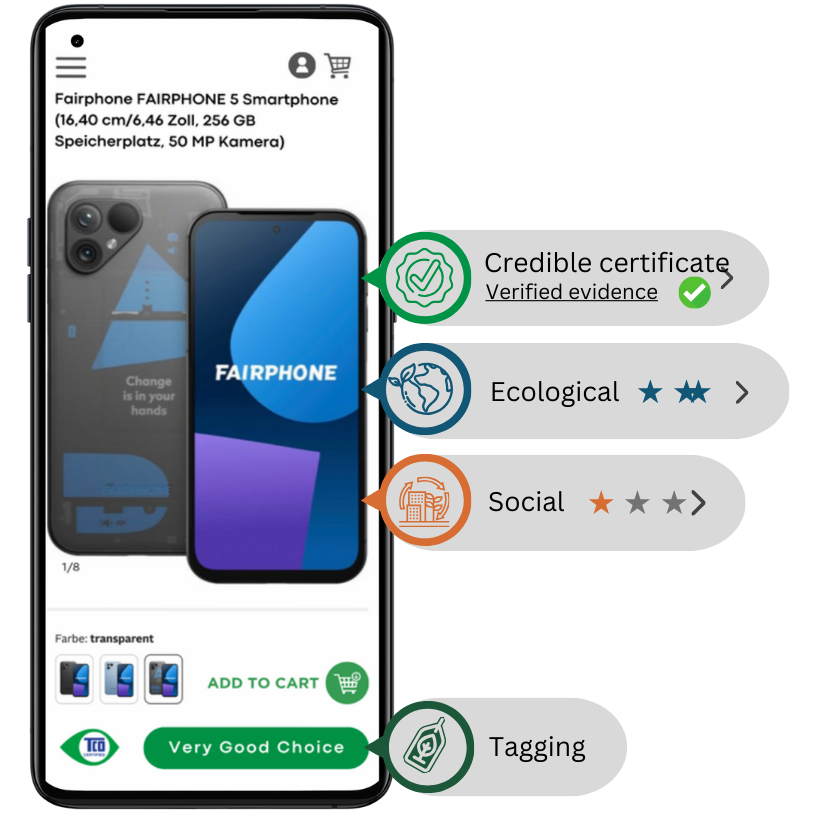 Fairphone FAIRPHONE 5 Smartphone
(16,40 cm/6,46 Zoll, 256 GB
Speicherplatz, 50 MP Kamera)
Change
is in your
hands
FAIRPHONE
Credible certificate
Verified evidence
Ecological
Social
1/8
Farbe: transparent
ADD TO CART
TCO
CERTIFIED
Very Good Choice
Tagging